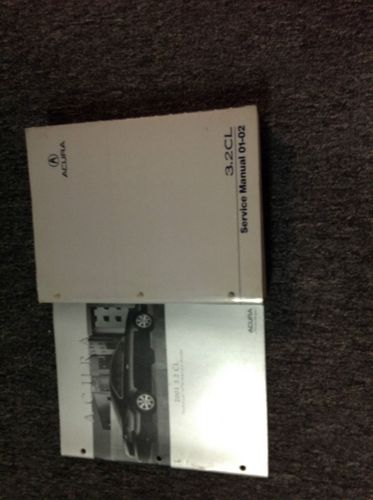 ACURA
3.2CL
Service Manual 01-02
ACURA
2001 3.2 CL
ACURA